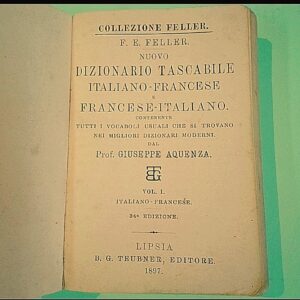 COLLEZIONE FELLER.
F. E. FELLER.
NUOVO
DIZIONARIO TASCABILE
ITALIANO-FRANCESE
E
FRANCESE-ITALIANO.
CONTENENTE
TUTTI I VOCABOLI USUALI CHE SI TROVANO
NEI MIGLIORI DIZIONARI MODERNI
DAL
Prof. GIUSEPPE AQUENZA.
VOL. I.
ITALIANO-FRANCESE.
34a EDIZIONE.
LIPSIA
B. G. TEUBNER, EDITORE.
1897.